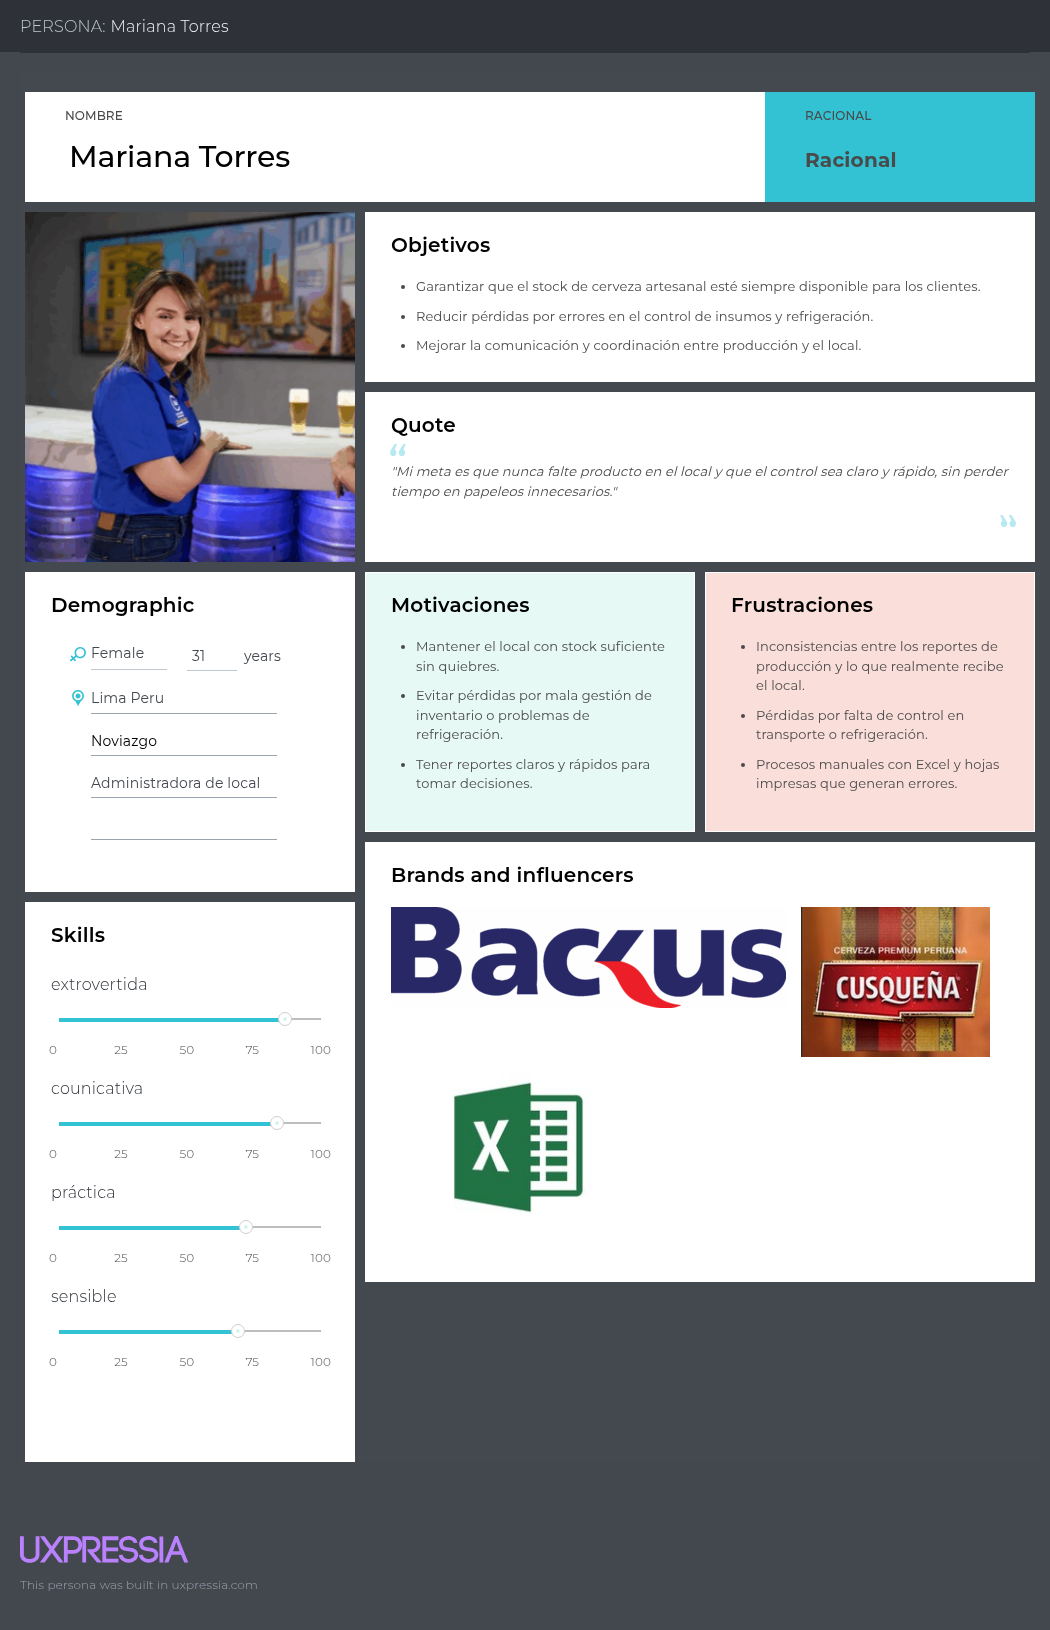 PERSONA: Mariana Torres
NOMBRE
Mariana Torres
RACIONAL
Racional
Objetivos
• Garantizar que el stock de cerveza artesanal esté siempre disponible para los clientes.
• Reducir pérdidas por errores en el control de insumos y refrigeración.
• Mejorar la comunicación y coordinación entre producción y el local.
Quote
“
"Mi meta es que nunca falte producto en el local y que el control sea claro y rápido, sin perder
tiempo en papeleos innecesarios."
”
Demographic
Female 31 years
Lima Peru
Noviazgo
Administradora de local
Motivaciones
• Mantener el local con stock suficiente
sin quiebres.
• Evitar pérdidas por mala gestión de
inventario o problemas de
refrigeración.
• Tener reportes claros y rápidos para
tomar decisiones.
Frustraciones
• Inconsistencias entre los reportes de
producción y lo que realmente recibe
el local.
• Pérdidas por falta de control en
transporte o refrigeración.
• Procesos manuales con Excel y hojas
impresas que generan errores.
Skills
extrovertida
0 25 50 75 100
counicativa
0 25 50 75 100
práctica
0 25 50 75 100
sensible
0 25 50 75 100
Brands and influencers
Backus
CERVEZA PREMIUM PERUANA
CUSQUEÑA
X
UXPRESSIA
This persona was built in uxpressia.com